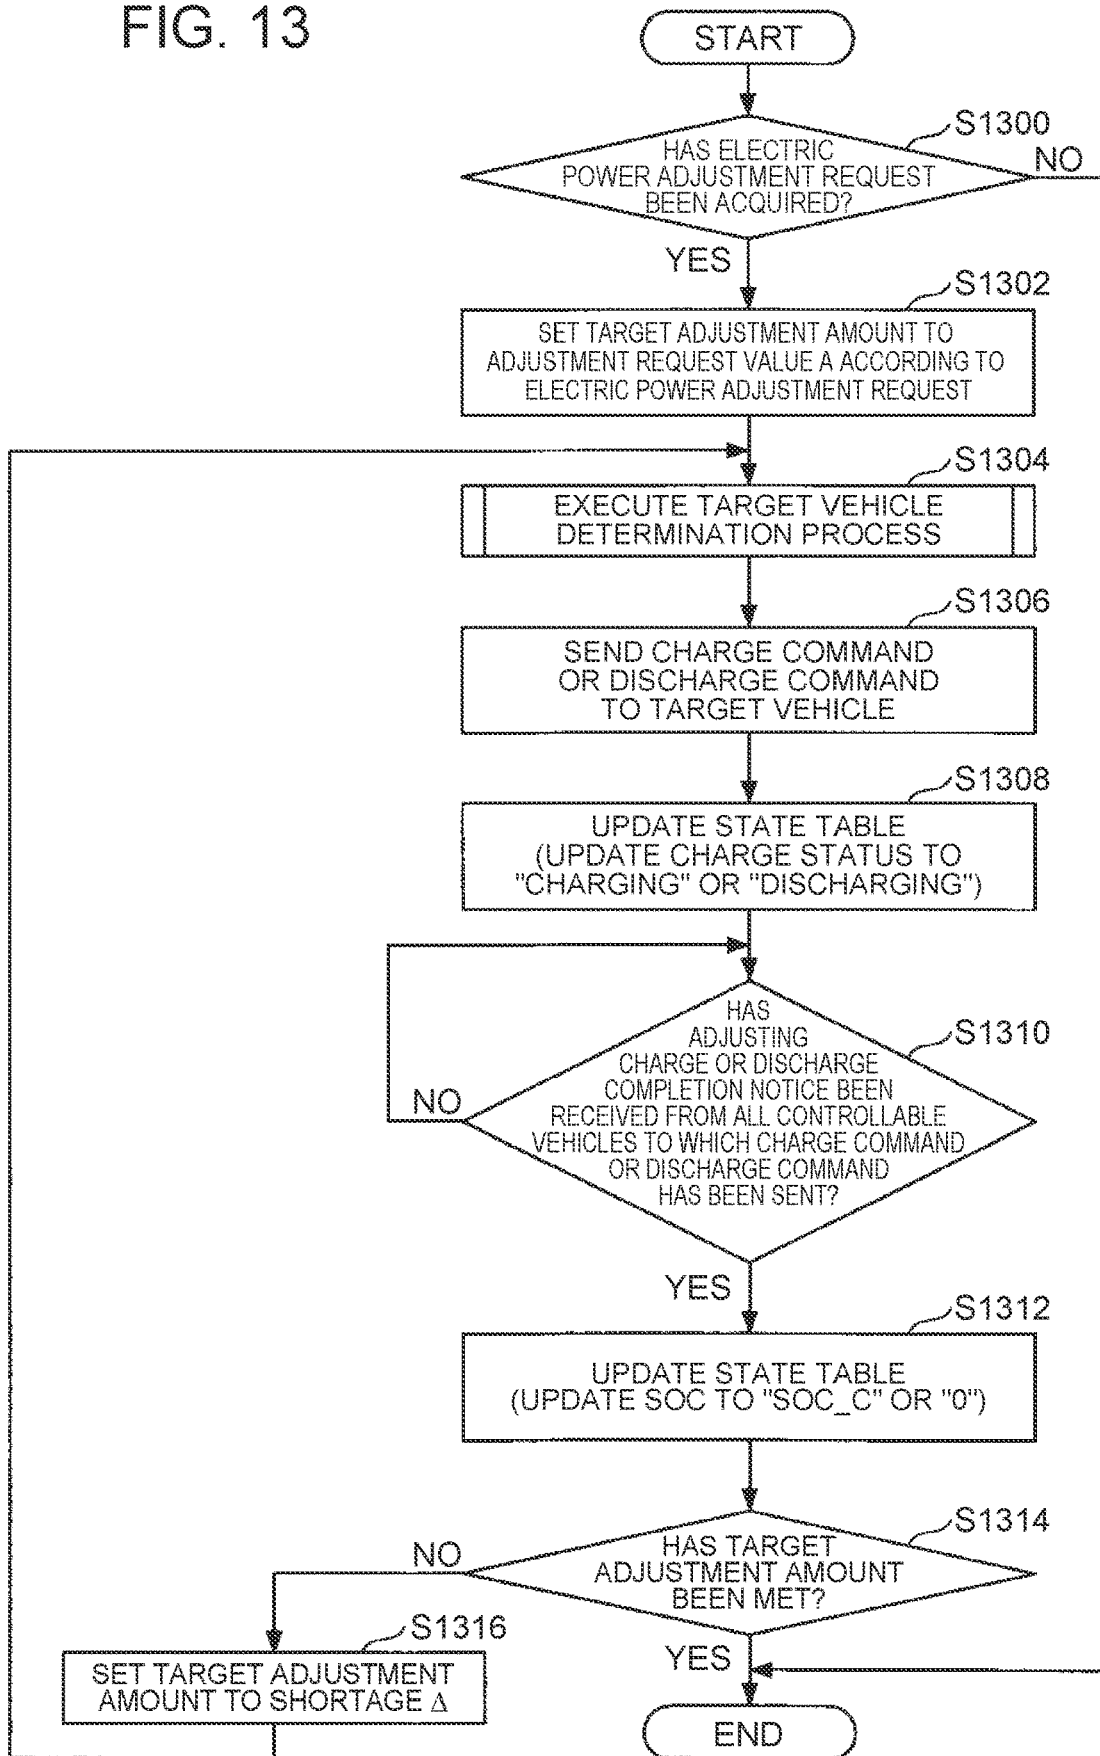 FIG. 13
START
S1300
HAS ELECTRIC
POWER ADJUSTMENT REQUEST
BEEN ACQUIRED?
NO
YES
S1302
SET TARGET ADJUSTMENT AMOUNT TO
ADJUSTMENT REQUEST VALUE A ACCORDING TO
ELECTRIC POWER ADJUSTMENT REQUEST
S1304
EXECUTE TARGET VEHICLE
DETERMINATION PROCESS
S1306
SEND CHARGE COMMAND
OR DISCHARGE COMMAND
TO TARGET VEHICLE
S1308
UPDATE STATE TABLE
(UPDATE CHARGE STATUS TO
"CHARGING" OR "DISCHARGING")
S1310
HAS
ADJUSTING
CHARGE OR DISCHARGE
COMPLETION NOTICE BEEN
RECEIVED FROM ALL CONTROLLABLE
VEHICLES TO WHICH CHARGE COMMAND
OR DISCHARGE COMMAND
HAS BEEN SENT?
NO
YES
S1312
UPDATE STATE TABLE
(UPDATE SOC TO "SOC_C" OR "0")
S1314
HAS TARGET
ADJUSTMENT AMOUNT
BEEN MET?
NO
S1316
SET TARGET ADJUSTMENT
AMOUNT TO SHORTAGE Δ
YES
END